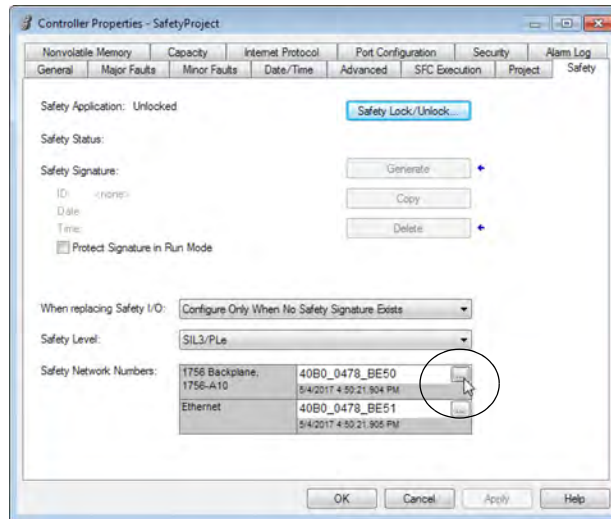 Controller Properties - SafetyProject
Nonvolatile Memory Capacity Internet Protocol Port Configuration Security Alarm Log
General Major Faults Minor Faults Date/Time Advanced SFC Execution Project Safety
Safety Application: Unlocked Safety Lock/Unlock...
Safety Status:
Safety Signature: Generate
ID: <none> Copy
Date:
Time: Delete
Protect Signature in Run Mode
When replacing Safety I/O: Configure Only When No Safety Signature Exists
Safety Level: SIL3/PLe
Safety Network Numbers: 1756 Backplane, 40B0_0478_BE50 ...
1756-A10 5/4/2017 4:50:21.904 PM
Ethernet 40B0_0478_BE51 ...
5/4/2017 4:50:21.905 PM
OK Cancel Apply Help